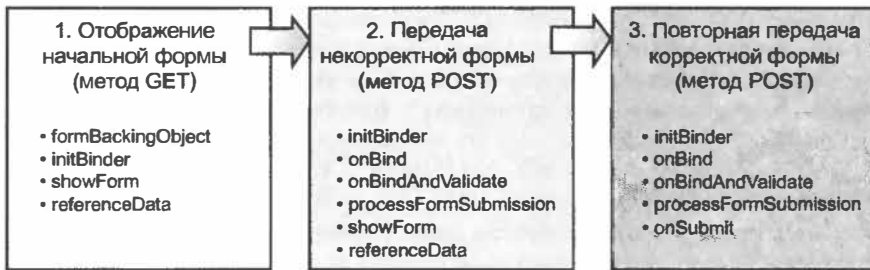 1. Отображение
начальной формы
(метод GET)
• formBackingObject
• initBinder
• showForm
• referenceData
2. Передача
некорректной формы
(метод POST)
• initBinder
• onBind
• onBindAndValidate
• processFormSubmission
• showForm
• referenceData
3. Повторная передача
корректной формы
(метод POST)
• initBinder
• onBind
• onBindAndValidate
• processFormSubmission
• onSubmit